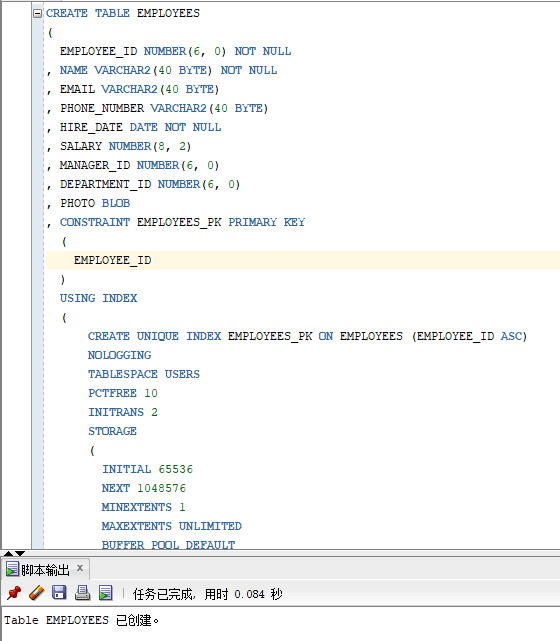 CREATE TABLE EMPLOYEES
(
EMPLOYEE_ID NUMBER(6, 0) NOT NULL
, NAME VARCHAR2(40 BYTE) NOT NULL
, EMAIL VARCHAR2(40 BYTE)
, PHONE_NUMBER VARCHAR2(40 BYTE)
, HIRE_DATE DATE NOT NULL
, SALARY NUMBER(8, 2)
, MANAGER_ID NUMBER(6, 0)
, DEPARTMENT_ID NUMBER(6, 0)
, PHOTO BLOB
, CONSTRAINT EMPLOYEES_PK PRIMARY KEY
(
EMPLOYEE_ID
)
USING INDEX
(
CREATE UNIQUE INDEX EMPLOYEES_PK ON EMPLOYEES (EMPLOYEE_ID ASC)
NOLOGGING
TABLESPACE USERS
PCTFREE 10
INITRANS 2
STORAGE
(
INITIAL 65536
NEXT 1048576
MINEXTENTS 1
MAXEXTENTS UNLIMITED
BUFFER_POOL DEFAULT
脚本输出 ×
任务已完成, 用时 0.084 秒
Table EMPLOYEES 已创建。